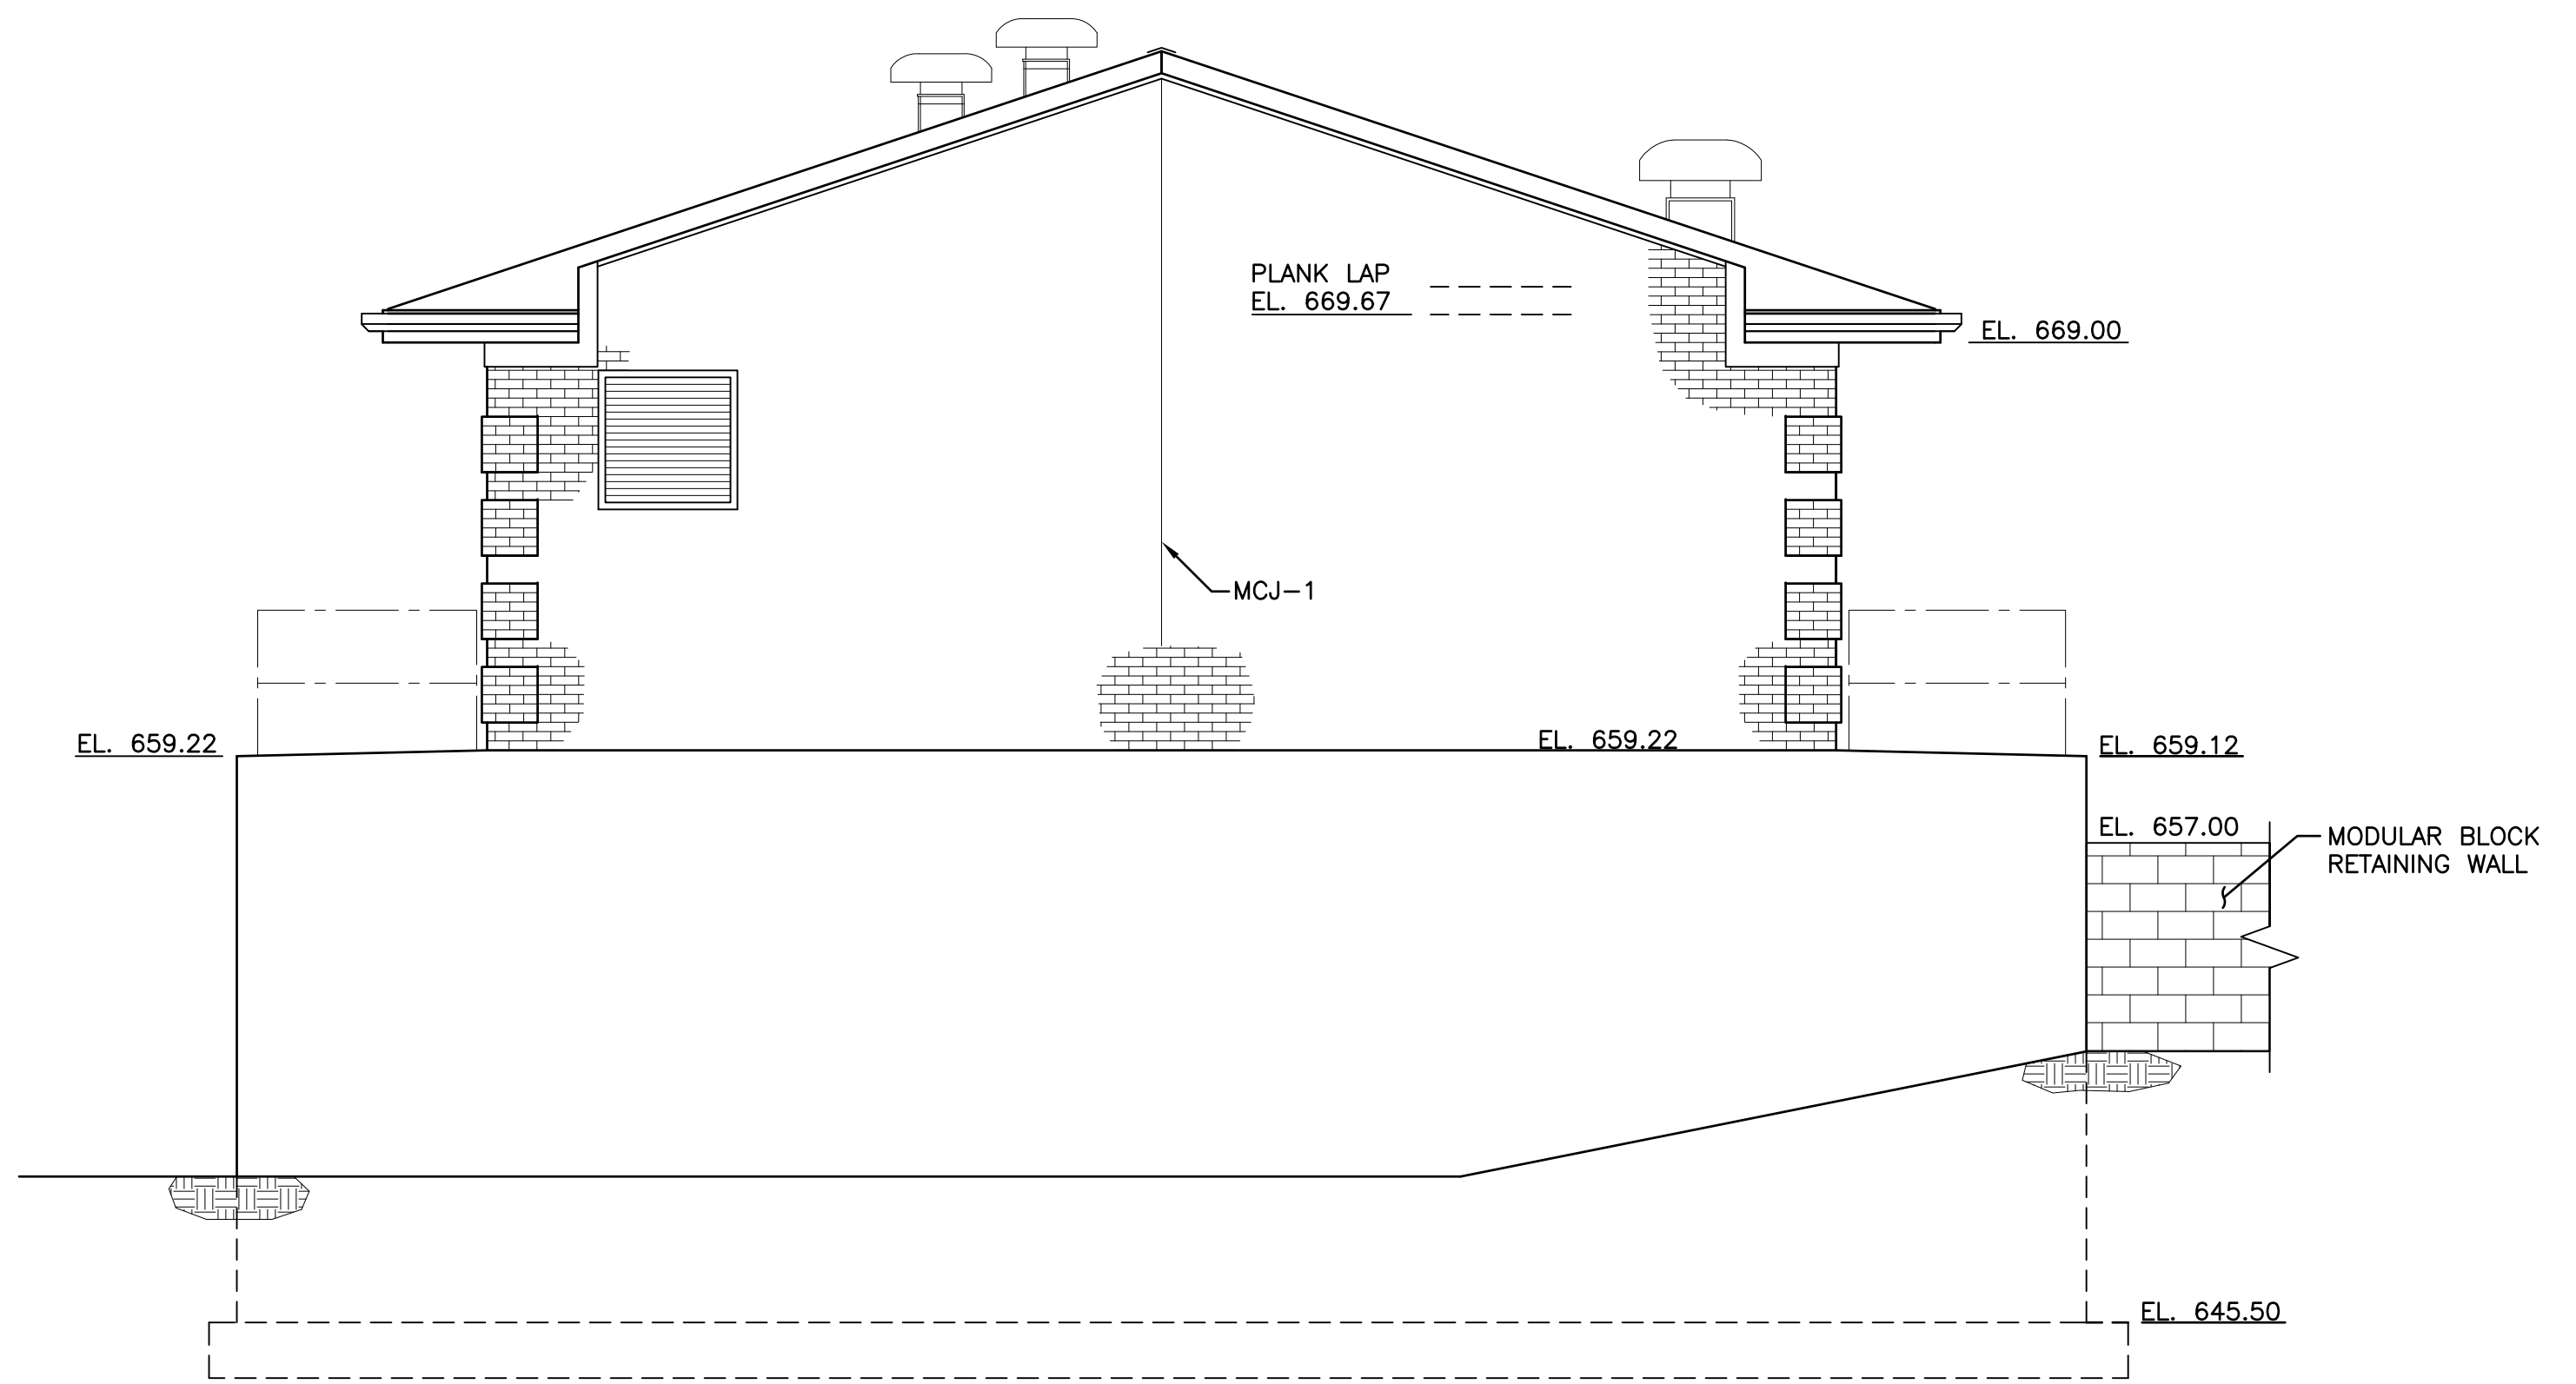 PLANK LAP
EL. 669.67
EL. 669.00
MCJ-1
EL. 659.22
EL. 659.22
EL. 659.12
EL. 657.00
MODULAR BLOCK
RETAINING WALL
EL. 645.50